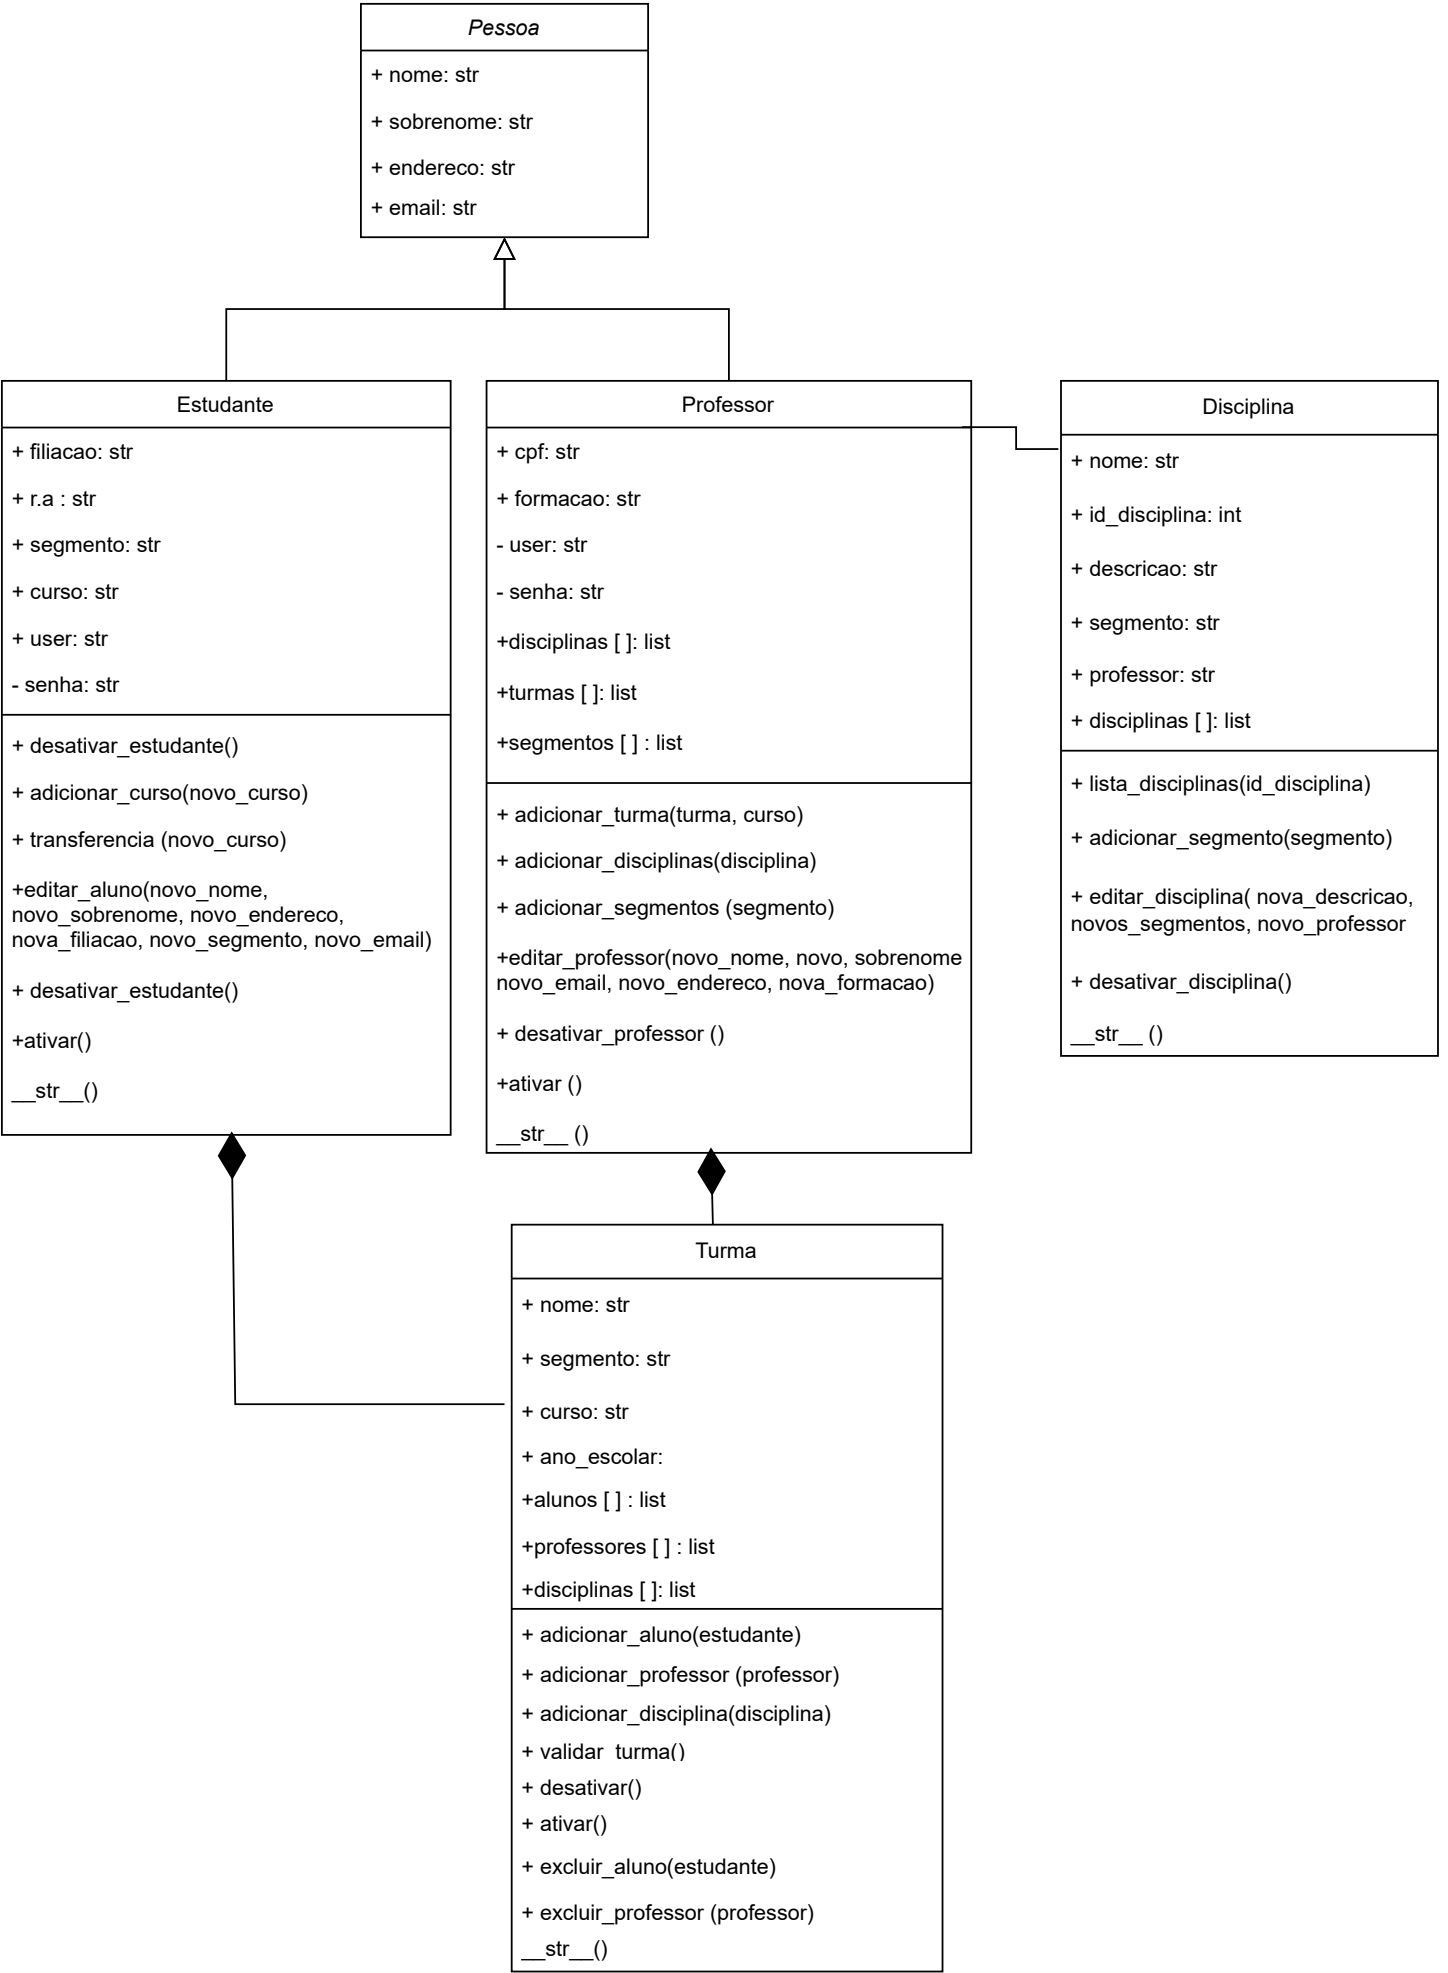 Pessoa
+ nome: str
+ sobrenome: str
+ endereco: str
+ email: str
Estudante
+ filiacao: str
+ r.a : str
+ segmento: str
+ curso: str
+ user: str
- senha: str
+ desativar_estudante()
+ adicionar_curso(novo_curso)
+ transferencia (novo_curso)
+editar_aluno(novo_nome,
novo_sobrenome, novo_endereco,
nova_filiacao, novo_segmento, novo_email)
+ desativar_estudante()
+ativar()
__str__()
Professor
+ cpf: str
+ formacao: str
- user: str
- senha: str
+disciplinas [ ]: list
+turmas [ ]: list
+segmentos [ ] : list
+ adicionar_turma(turma, curso)
+ adicionar_disciplinas(disciplina)
+ adicionar_segmentos (segmento)
+editar_professor(novo_nome, novo, sobrenome
novo_email, novo_endereco, nova_formacao)
+ desativar_professor ()
+ativar ()
__str__ ()
Disciplina
+ nome: str
+ id_disciplina: int
+ descricao: str
+ segmento: str
+ professor: str
+ disciplinas [ ]: list
+ lista_disciplinas(id_disciplina)
+ adicionar_segmento(segmento)
+ editar_disciplina( nova_descricao,
novos_segmentos, novo_professor
+ desativar_disciplina()
__str__ ()
Turma
+ nome: str
+ segmento: str
+ curso: str
+ ano_escolar:
+alunos [ ] : list
+professores [ ] : list
+disciplinas [ ]: list
+ adicionar_aluno(estudante)
+ adicionar_professor (professor)
+ adicionar_disciplina(disciplina)
+ validar_turma()
+ desativar()
+ ativar()
+ excluir_aluno(estudante)
+ excluir_professor (professor)
__str__()